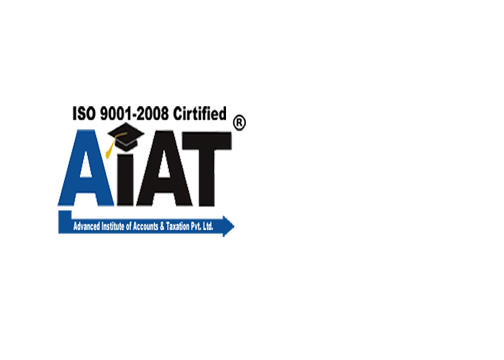 ISO 9001-2008 Cirtified
AiAT ®
Advanced Institute of Accounts & Taxation Pvt. Ltd.